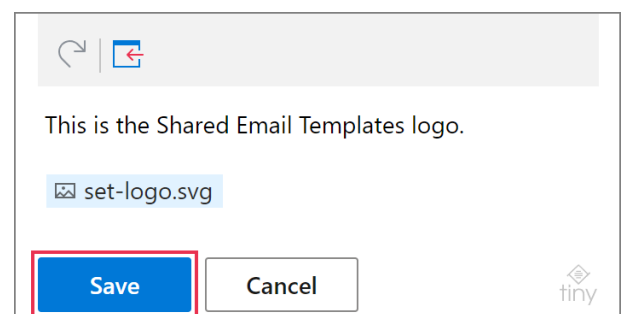 This is the Shared Email Templates logo.
set-logo.svg
Save Cancel
tiny